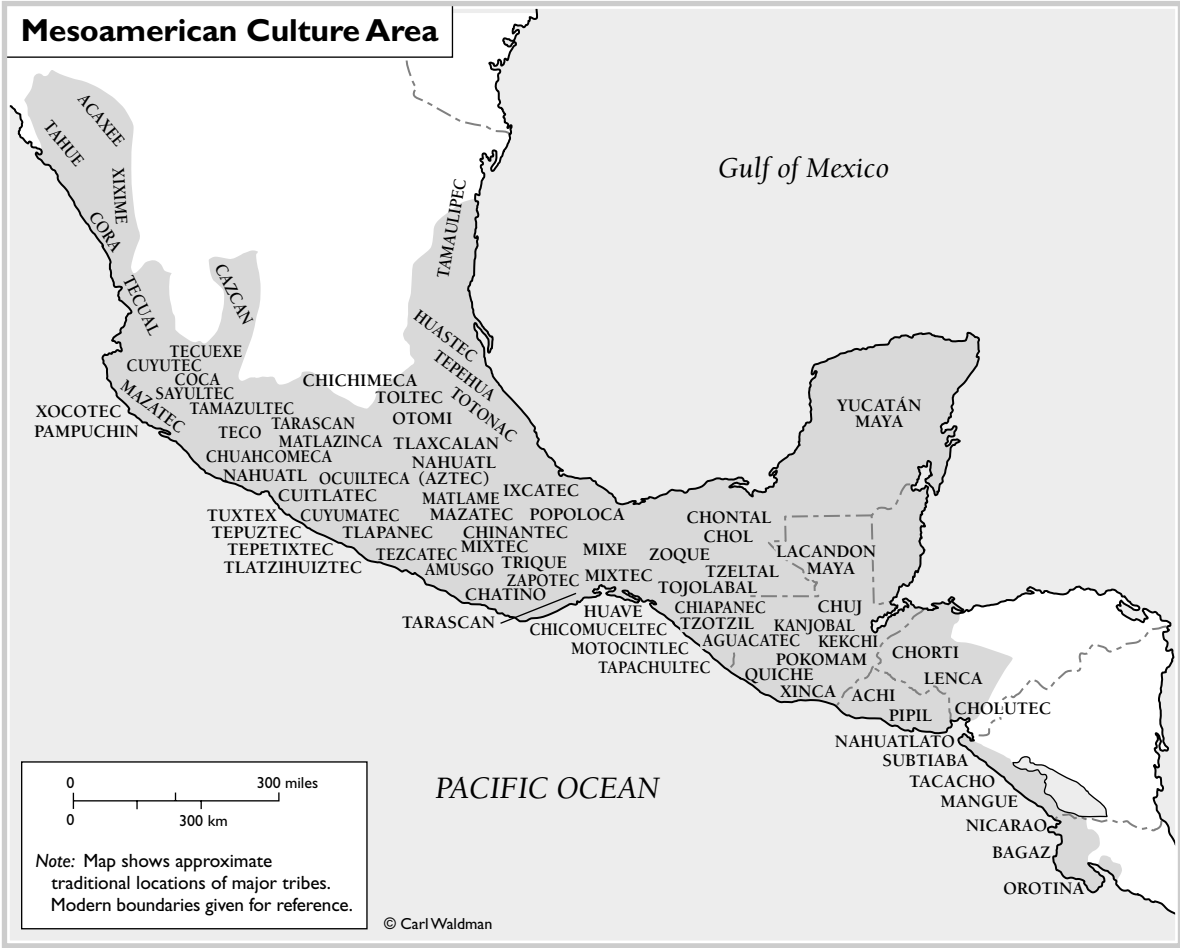 Mesoamerican Culture Area
Gulf of Mexico
ACAXEE
TAHUE
XIXIME
CORA
TECUAL
CAZCAN
TAMAULIPEC
HUASTEC
TEPEHUA
TOTONAC
TECUEXE
CUYUTEC
COCA
SAYULTEC
MAZATEC
TAMAZULTEC
XOCOTEC
PAMPUCHIN
CHICHIMECA
TOLTEC
OTOMI
TARASCAN
TECO
MATLAZINCA
TLAXCALAN
CHUAHCOMECA
NAHUATL
OCUILTECA
NAHUATL
(AZTEC)
CUITLATEC
MATLAME
IXCATEC
TUXTEX
CUYUMATEC
MAZATEC
POPOLOCA
TEPUZTEC
TLAPANEC
CHINANTEC
TEPETIXTEC
TEZCATEC
MIXTEC
TLATZIHUIZTEC
AMUSGO
TRIQUE
ZAPOTEC
CHATINO
TARASCAN
MIXE
MIXTEC
ZOQUE
HUAVE
CHICOMUCELTEC
MOTOCINTLEC
TAPACHULTEC
YUCATÁN
MAYA
CHONTAL
CHOL
LACANDON
MAYA
TZELTAL
TOJOLABAL
CHIAPANEC
CHUJ
TZOTZIL
KANJOBAL
AGUACATEC
KEKCHI
POKOMAM
QUICHE
XINCA
ACHI
CHORTI
LENCA
PIPIL
CHOLUTEC
NAHUATLATO
SUBTIABA
TACACHO
MANGUE
NICARAO
BAGAZ
OROTINA
PACIFIC OCEAN
0 300 miles
0 300 km
Note: Map shows approximate
traditional locations of major tribes.
Modern boundaries given for reference.
© Carl Waldman